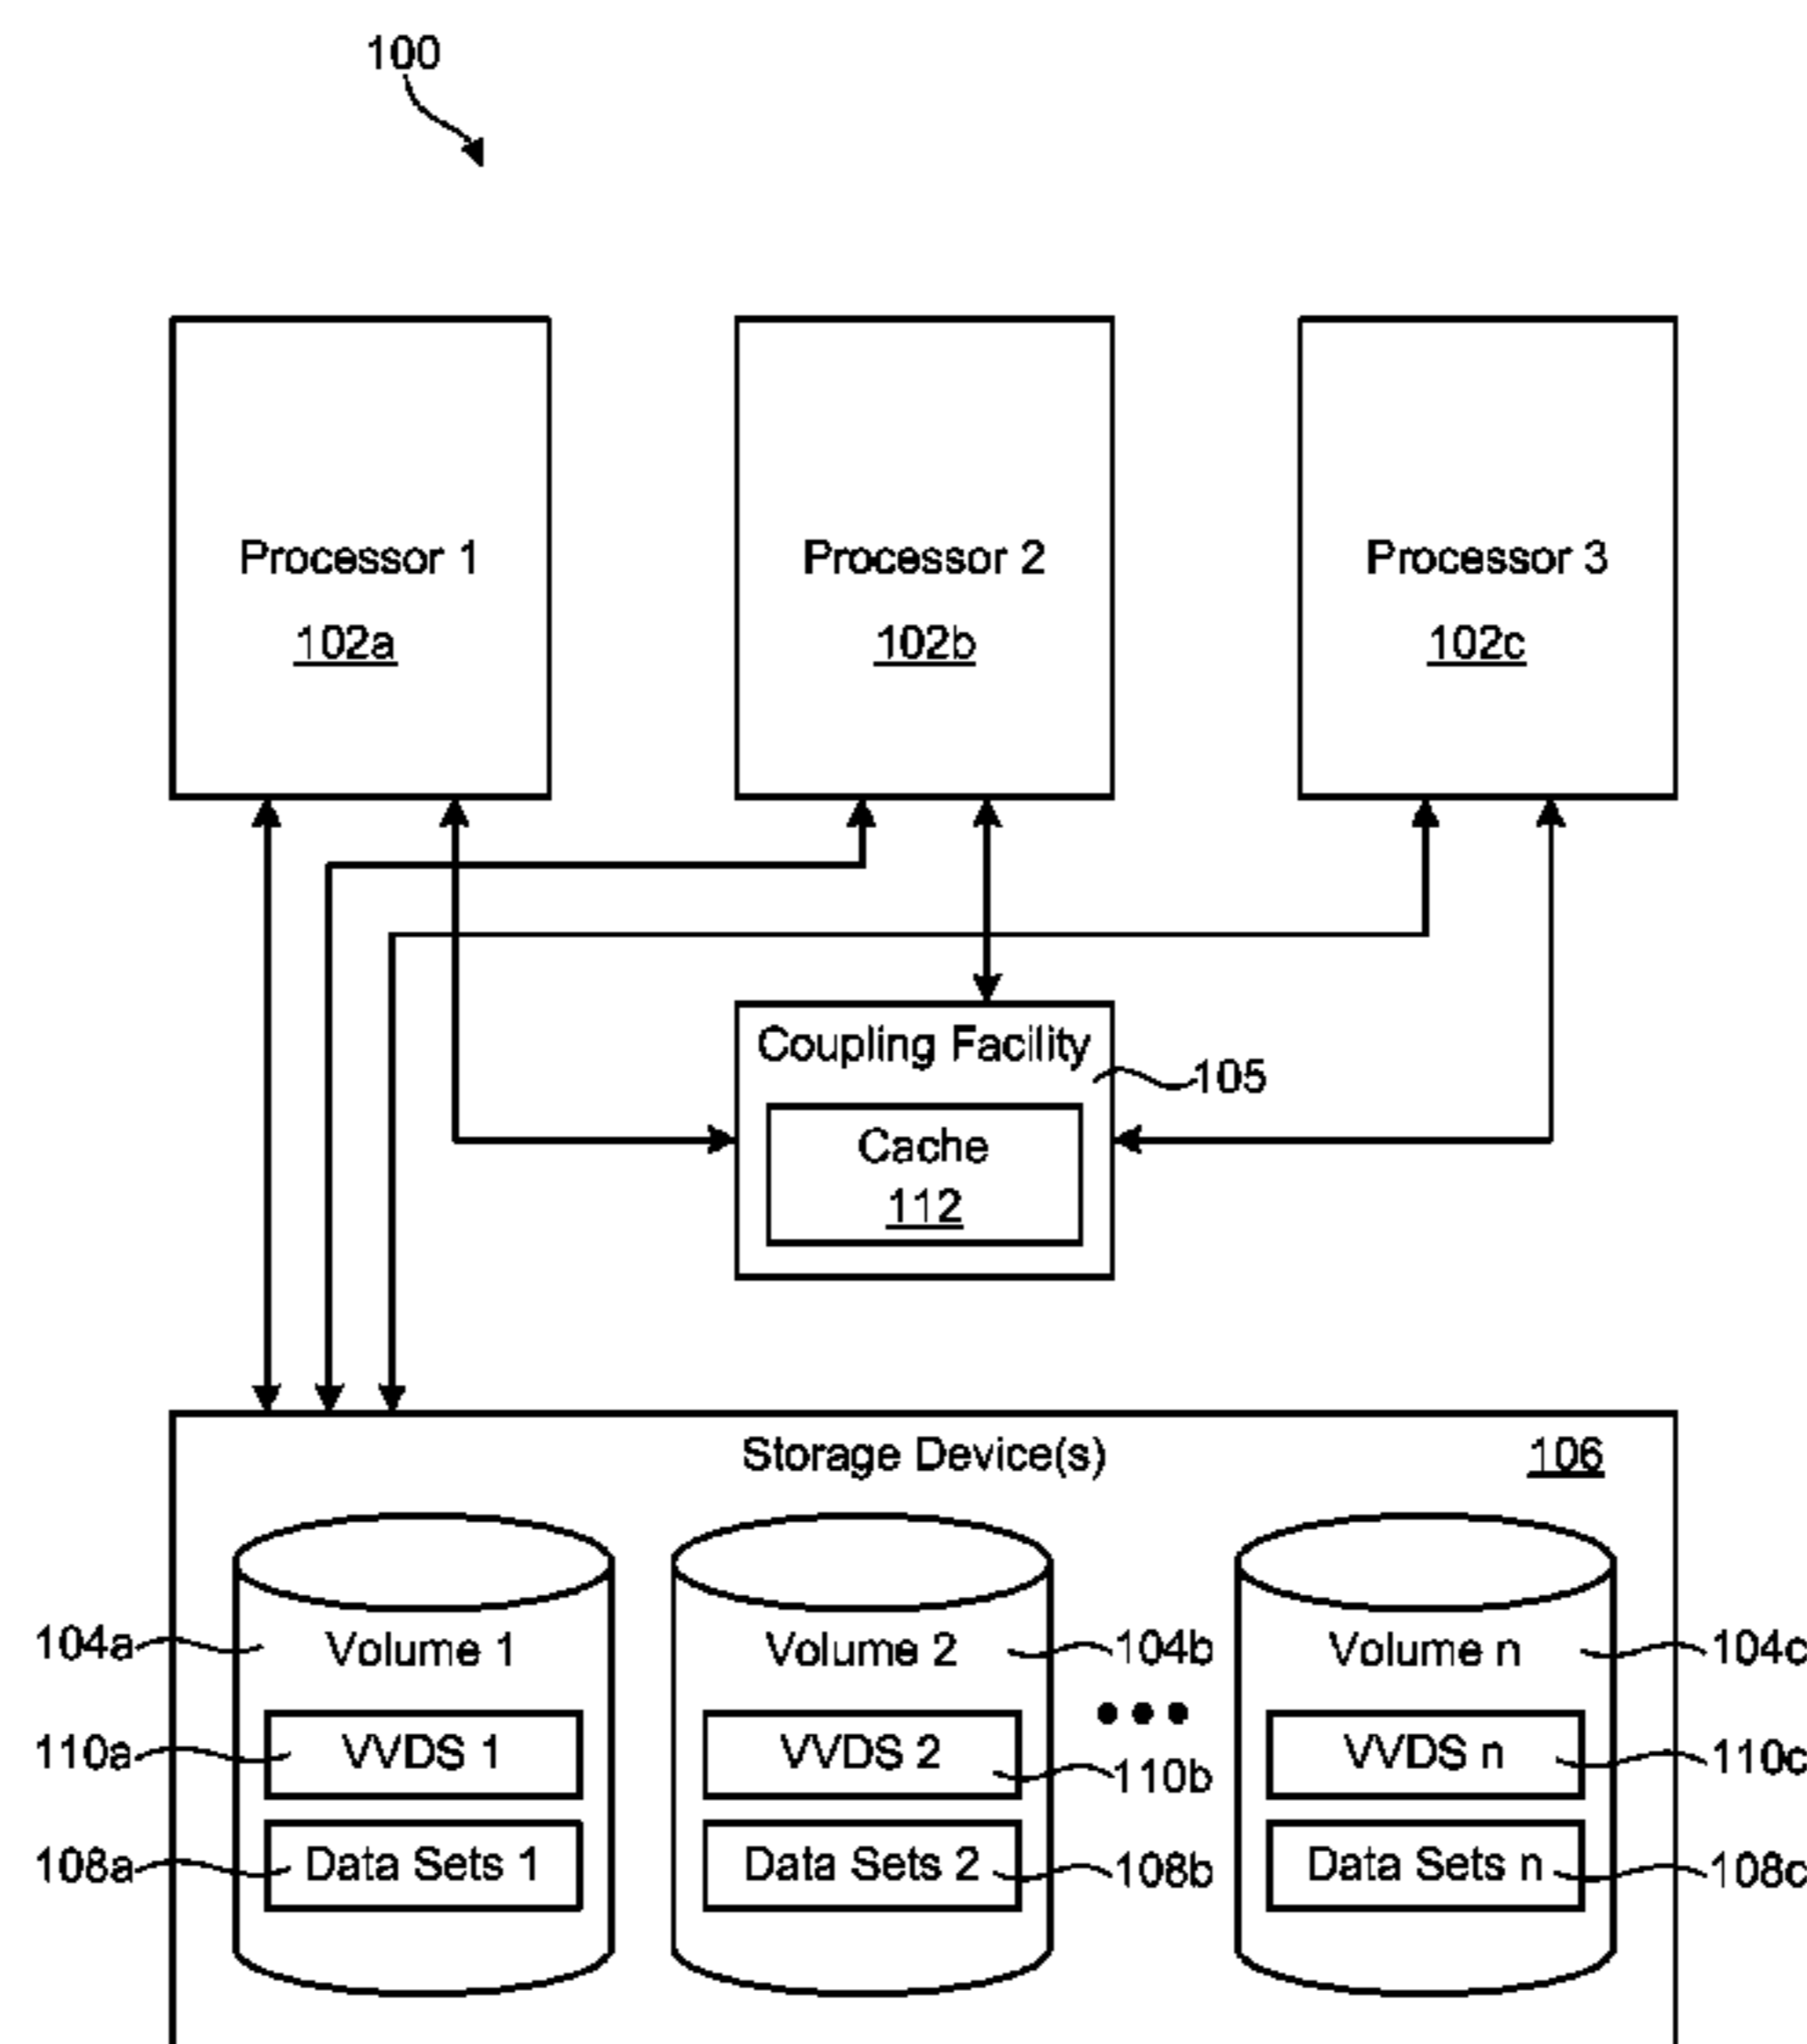 100
Processor 1
102a
Processor 2
102b
Processor 3
102c
Coupling Facility
105
Cache
112
Storage Device(s)
106
104a
Volume 1
Volume 2
104b
Volume n
104c
110a
VVDS 1
VVDS 2
110b
VVDS n
110c
108a
Data Sets 1
Data Sets 2
108b
Data Sets n
108c